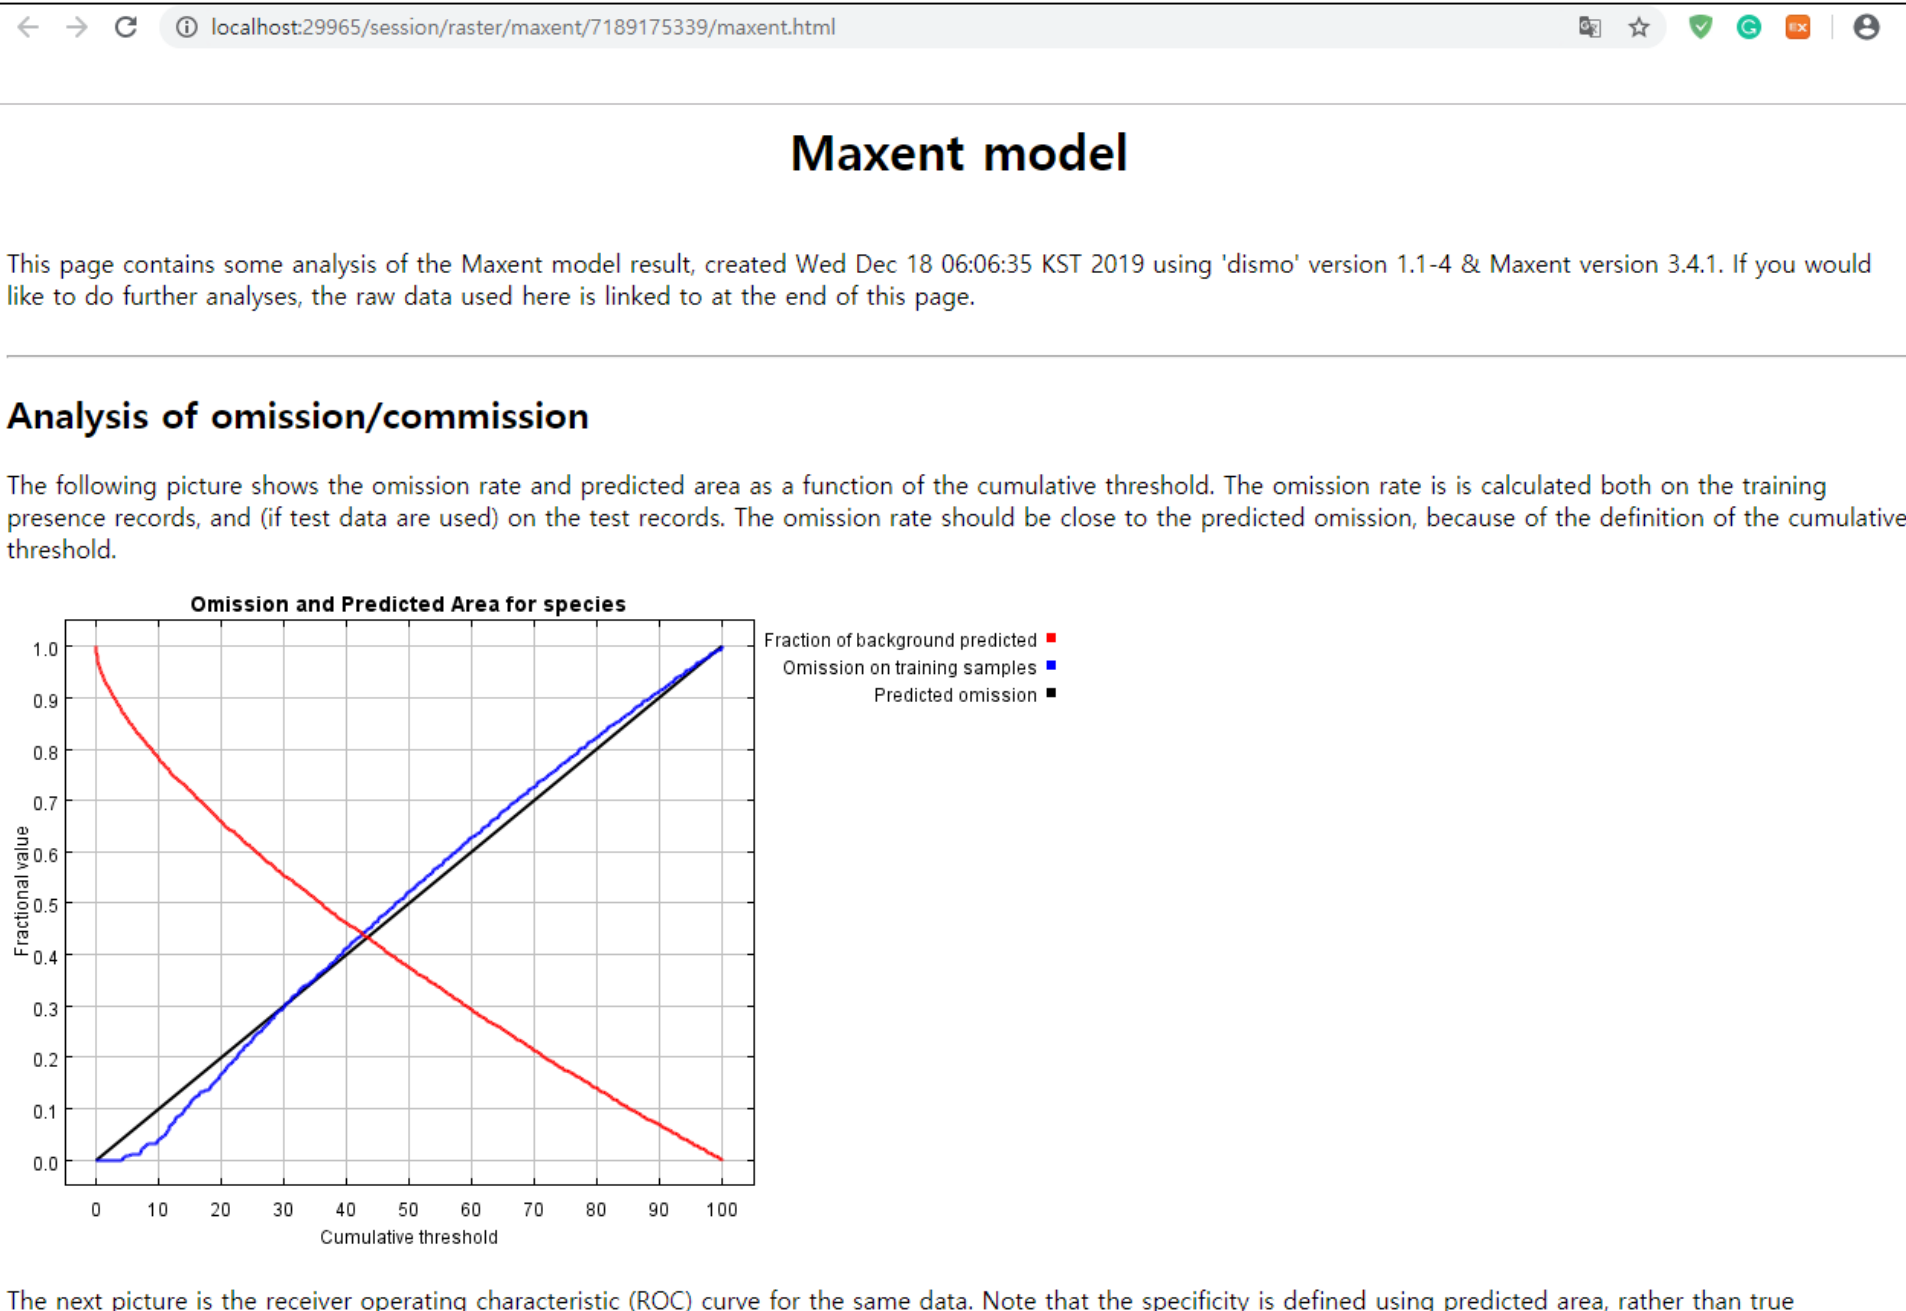 localhost:29965/session/raster/maxent/7189175339/maxent.html
G
EX
Maxent model
This page contains some analysis of the Maxent model result, created Wed Dec 18 06:06:35 KST 2019 using 'dismo' version 1.1-4 & Maxent version 3.4.1. If you would
like to do further analyses, the raw data used here is linked to at the end of this page.
Analysis of omission/commission
The following picture shows the omission rate and predicted area as a function of the cumulative threshold. The omission rate is is calculated both on the training
presence records, and (if test data are used) on the test records. The omission rate should be close to the predicted omission, because of the definition of the cumulative
threshold.
Omission and Predicted Area for species
Fraction of background predicted
Omission on training samples
Predicted omission
Fractional value
1.0
0.9
0.8
0.7
0.6
0.5
0.4
0.3
0.2
0.1
0.0
0 10 20 30 40 50 60 70 80 90 100
Cumulative threshold
The next picture is the receiver operating characteristic (ROC) curve for the same data. Note that the specificity is defined using predicted area, rather than true